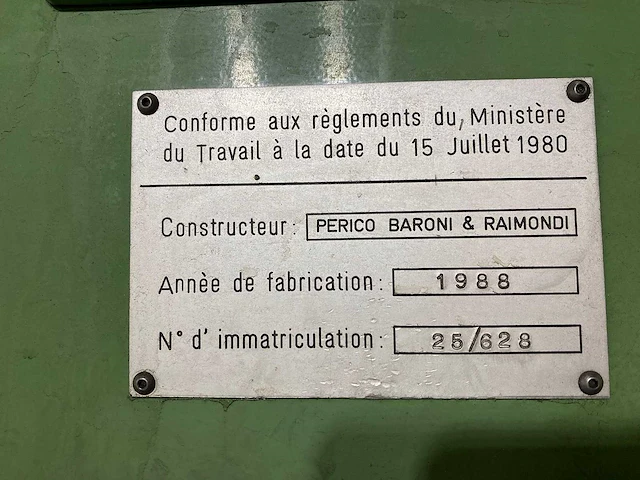 Conforme aux règlements du, Ministère
du Travail à la date du 15 Juillet 1980
Constructeur: PERICO BARONI & RAIMONDI
Annèe de fabrication: 1988
N° d' immatriculation: 25/628